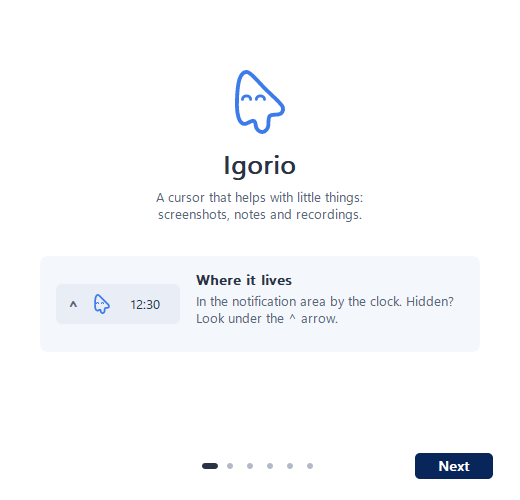 Igorio
A cursor that helps with little things:
screenshots, notes and recordings.
Where it lives
^ 12:30
In the notification area by the clock. Hidden?
Look under the ^ arrow.
Next